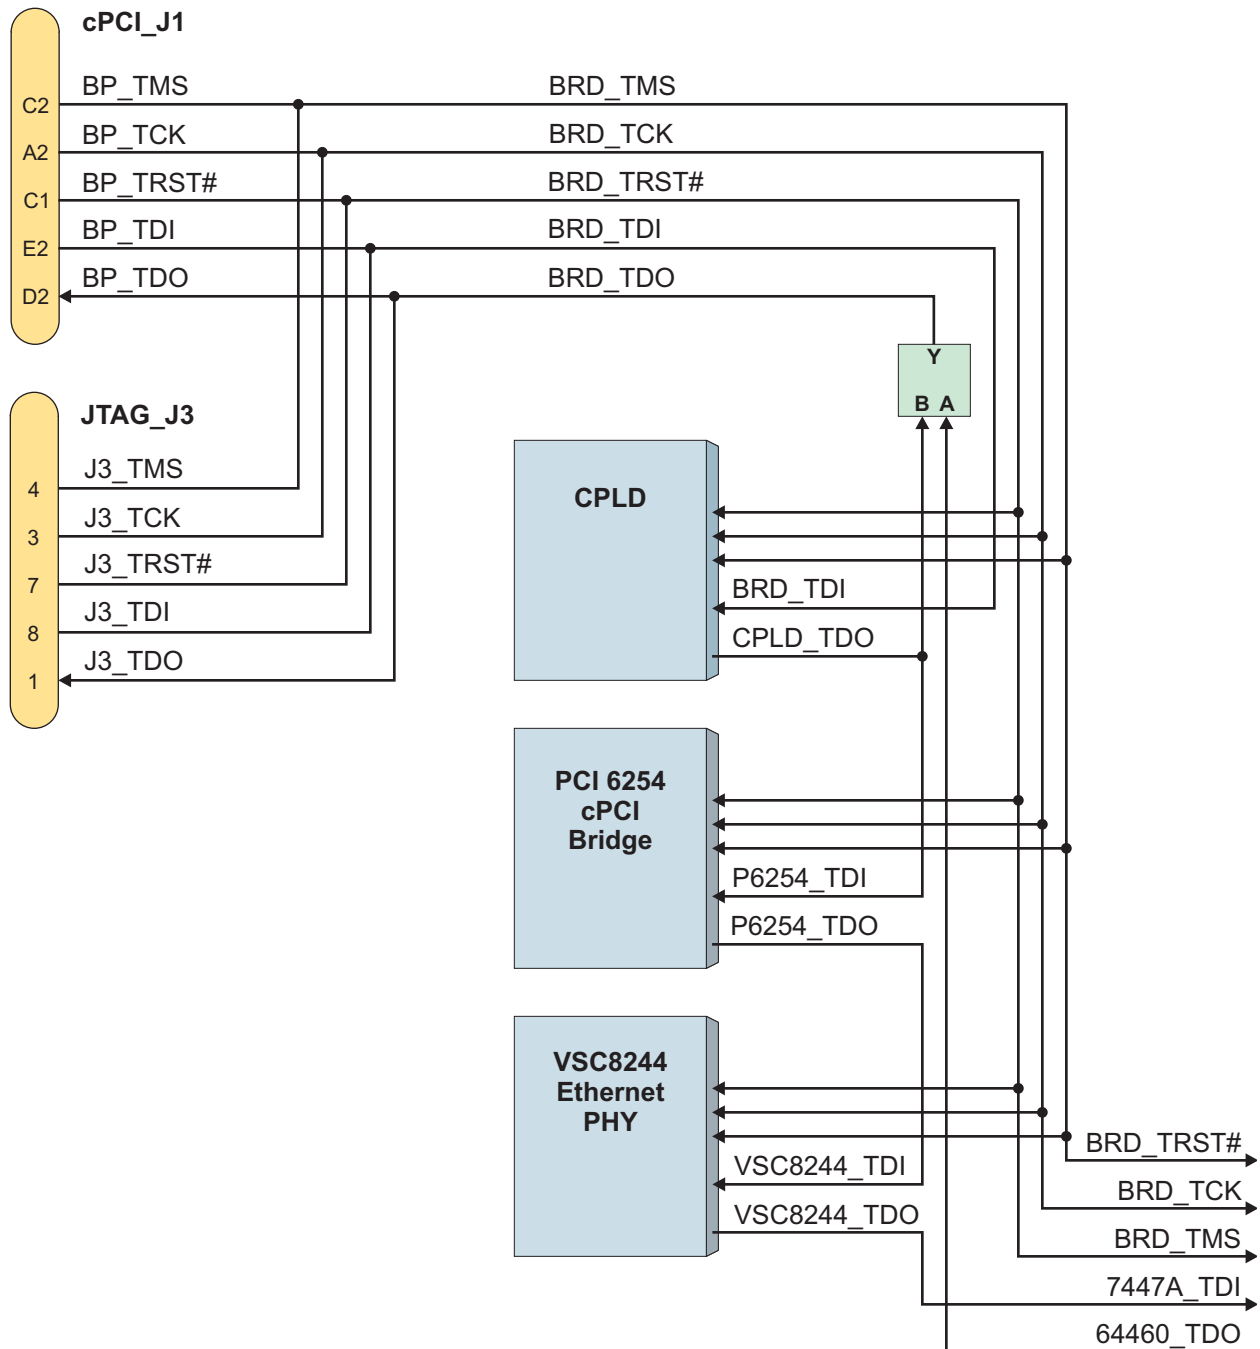 cPCI_J1
C2 BP_TMS BRD_TMS
A2 BP_TCK BRD_TCK
C1 BP_TRST# BRD_TRST#
E2 BP_TDI BRD_TDI
D2 BP_TDO BRD_TDO
Y
B A
JTAG_J3
4 J3_TMS
3 J3_TCK
7 J3_TRST#
8 J3_TDI
1 J3_TDO
CPLD
BRD_TDI
CPLD_TDO
PCI 6254
cPCI
Bridge
P6254_TDI
P6254_TDO
VSC8244
Ethernet
PHY
VSC8244_TDI
VSC8244_TDO
BRD_TRST#
BRD_TCK
BRD_TMS
7447A_TDI
64460_TDO